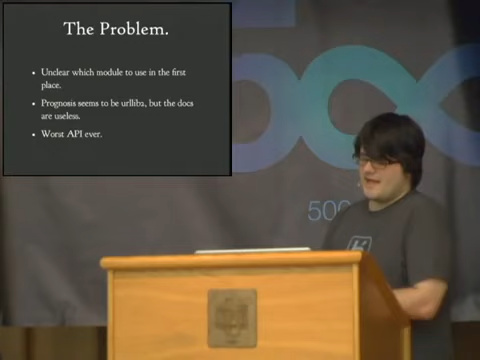 The Problem.
• Unclear which module to use in the first
place.
• Prognosis seems to be urllib2, but the docs
are useless.
• Worst API ever.
500